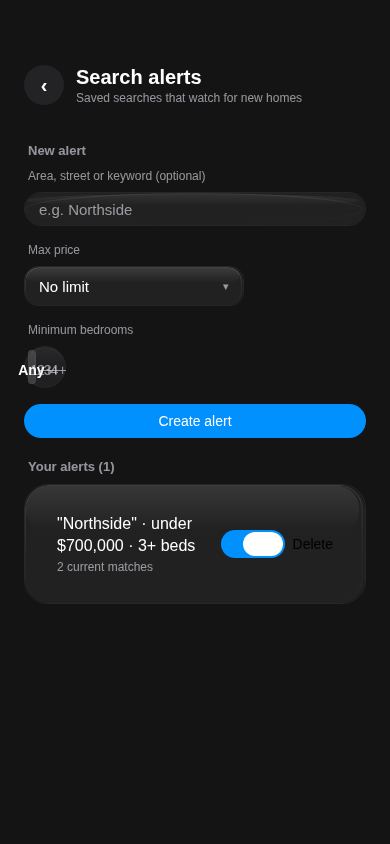 ‹
Search alerts
Saved searches that watch for new homes
New alert
Area, street or keyword (optional)
e.g. Northside
Max price
No limit ▾
Minimum bedrooms
Any
Create alert
Your alerts (1)
"Northside" · under
$700,000 · 3+ beds
Delete
2 current matches